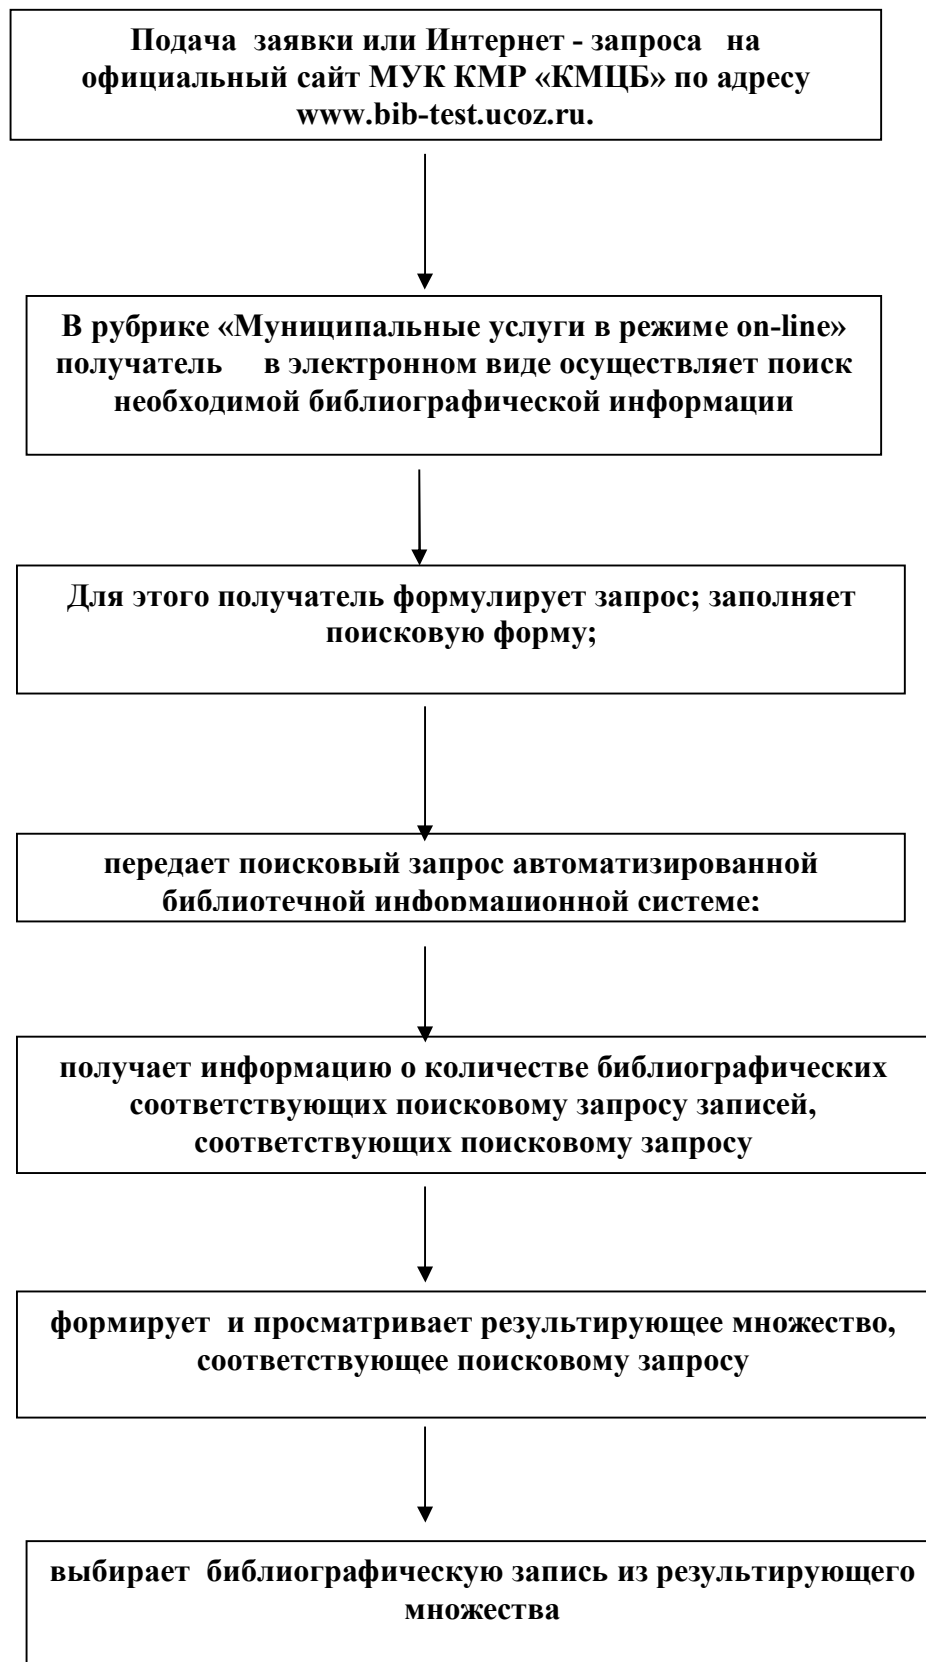 Подача заявки или Интернет - запроса на
официальный сайт МУК КМР «КМЦБ» по адресу
www.bib-test.ucoz.ru.
В рубрике «Муниципальные услуги в режиме on-line»
получатель в электронном виде осуществляет поиск
необходимой библиографической информации
Для этого получатель формулирует запрос; заполняет
поисковую форму;
передает поисковый запрос автоматизированной
библиотечной информационной системе;
получает информацию о количестве библиографических
соответствующих поисковому запросу записей,
соответствующих поисковому запросу
формирует и просматривает результирующее множество,
соответствующее поисковому запросу
выбирает библиографическую запись из результирующего
множества